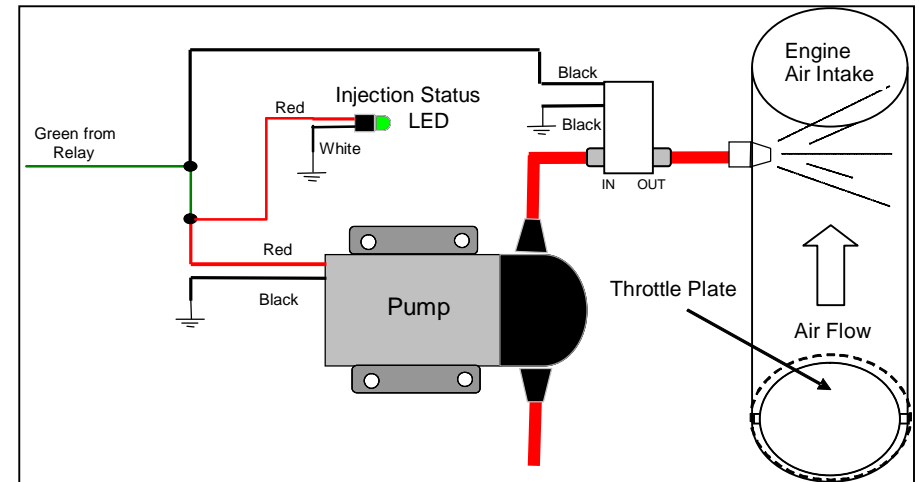 Engine
Air Intake
Black
Injection Status
LED
Red
Black
Green from
Relay
White
IN OUT
Red
Throttle Plate
Black
Pump
Air Flow